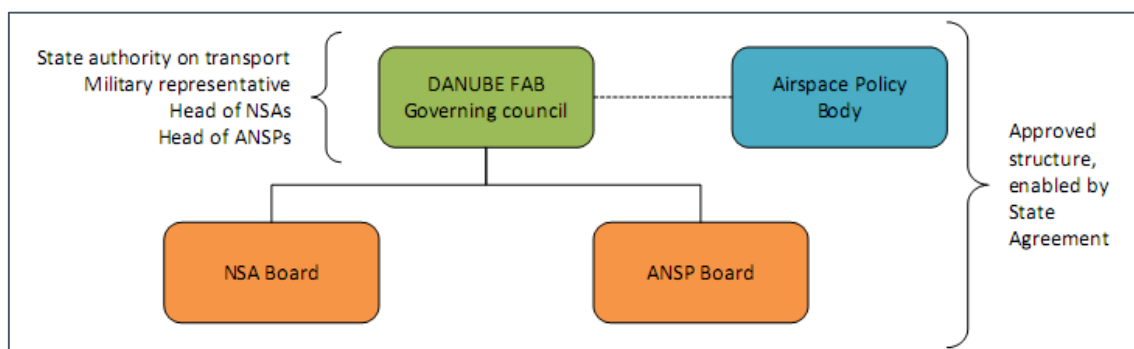 State authority on transport
Military representative
Head of NSAs
Head of ANSPs
DANUBE FAB
Governing council
Airspace Policy
Body
Approved
structure,
enabled by
State
Agreement
NSA Board
ANSP Board